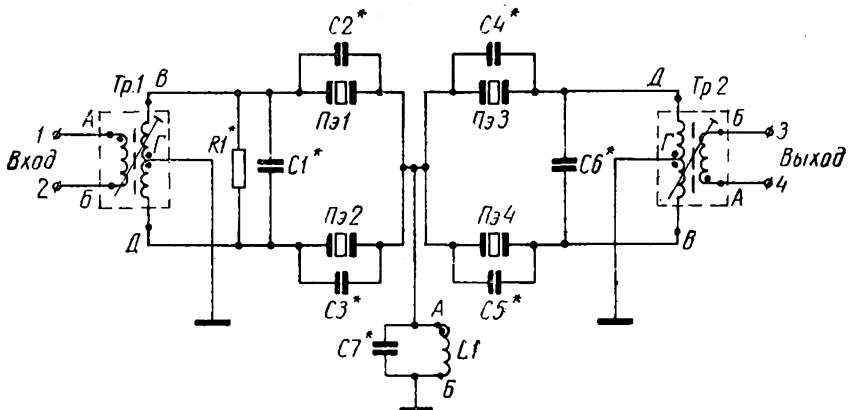 C2*
C4*
Тр.1
В
Д
Тр2
А
Пэ1
Пэ3
Б
1
Г
R1*
C1*
C6*
Г
3
Вход
Выход
2
Б
Пэ2
Пэ4
А
4
Д
В
C3*
C5*
А
C7*
L1
Б